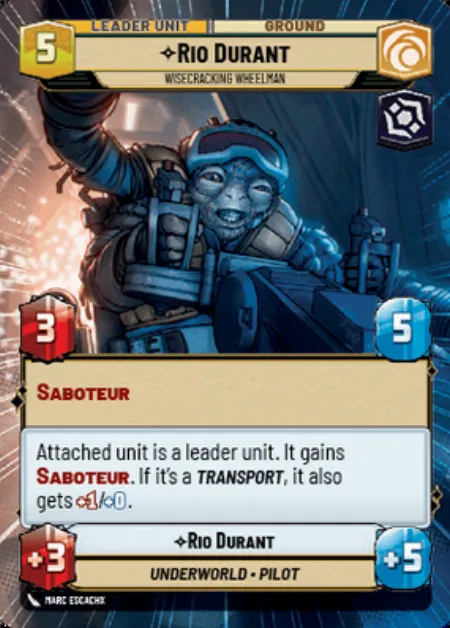 LEADER UNIT
GROUND
5
RIO DURANT
WISECRACKING WHEELMAN
3
5
SABOTEUR
Attached unit is a leader unit. It gains
SABOTEUR. If it's a TRANSPORT, it also
gets +1/+0.
+3
RIO DURANT
+5
UNDERWORLD • PILOT
MARC ESCACHX